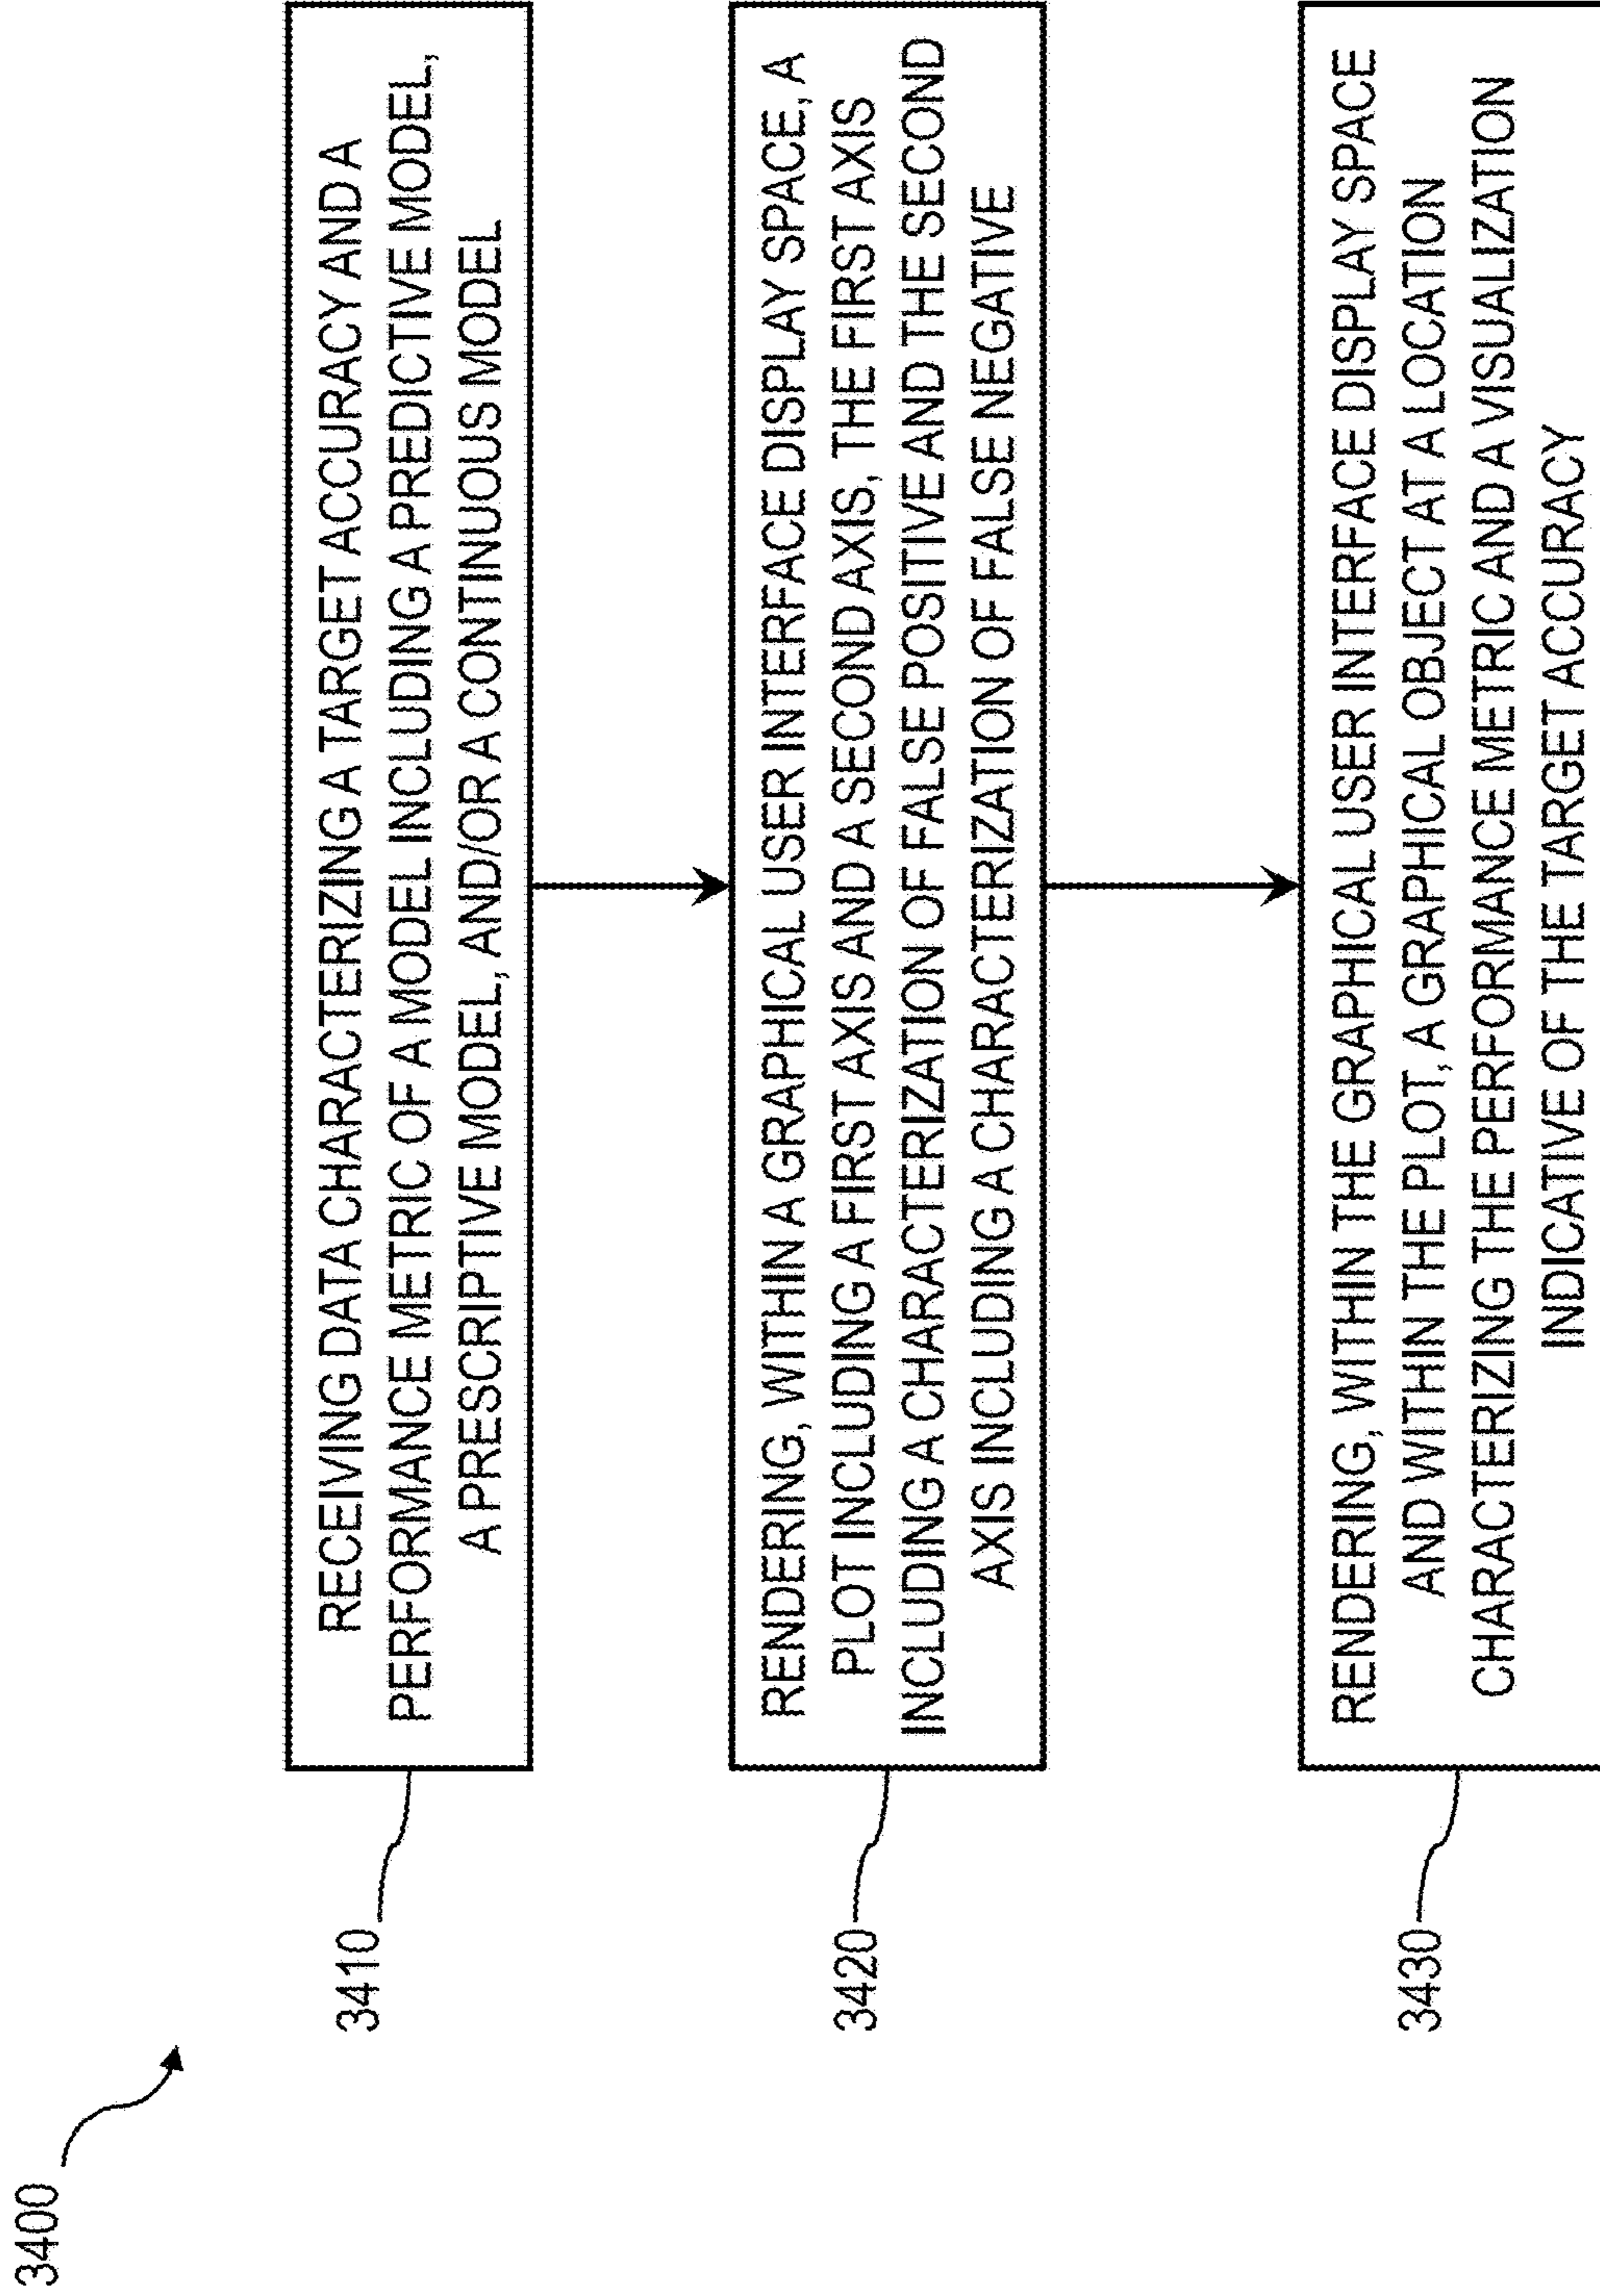 3400
3410
RECEIVING DATA CHARACTERIZING A TARGET ACCURACY AND A
PERFORMANCE METRIC OF A MODEL INCLUDING A PREDICTIVE MODEL,
A PRESCRIPTIVE MODEL, AND/OR A CONTINUOUS MODEL
3420
RENDERING, WITHIN A GRAPHICAL USER INTERFACE DISPLAY SPACE, A
PLOT INCLUDING A FIRST AXIS AND A SECOND AXIS, THE FIRST AXIS
INCLUDING A CHARACTERIZATION OF FALSE POSITIVE AND THE SECOND
AXIS INCLUDING A CHARACTERIZATION OF FALSE NEGATIVE
3430
RENDERING, WITHIN THE GRAPHICAL USER INTERFACE DISPLAY SPACE
AND WITHIN THE PLOT, A GRAPHICAL OBJECT AT A LOCATION
CHARACTERIZING THE PERFORMANCE METRIC AND A VISUALIZATION
INDICATIVE OF THE TARGET ACCURACY